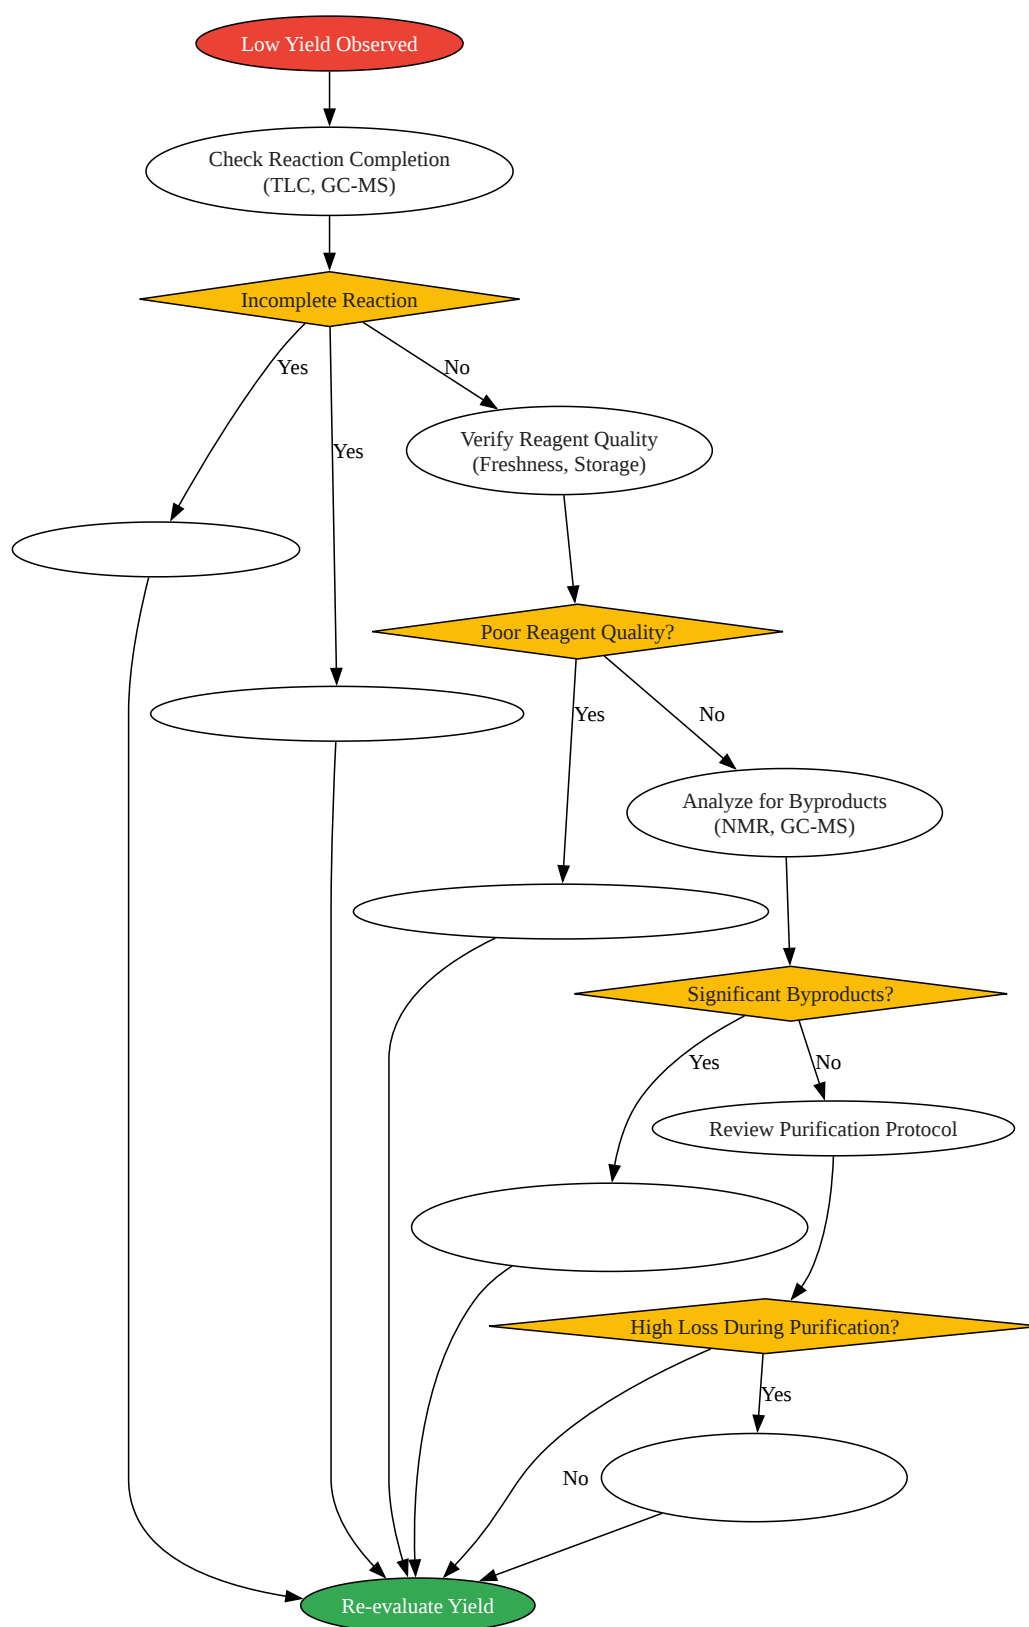 Low Yield Observed
Check Reaction Completion
(TLC, GC-MS)
Incomplete Reaction
Yes
No
Yes
Verify Reagent Quality
(Freshness, Storage)
Poor Reagent Quality?
Yes
No
Analyze for Byproducts
(NMR, GC-MS)
Significant Byproducts?
Yes
No
Review Purification Protocol
High Loss During Purification?
Yes
No
Re-evaluate Yield